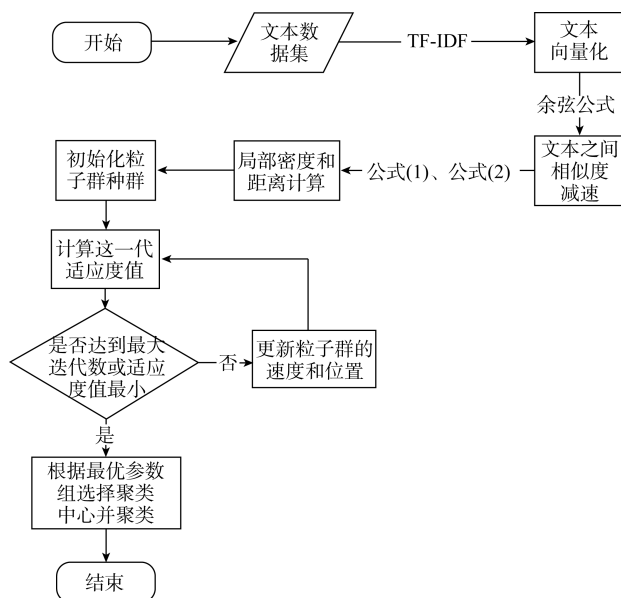 开始
文本数
据集
TF-IDF
文本
向量化
余弦公式
文本之间
相似度
减速
公式(1)、公式(2)
局部密度和
距离计算
初始化粒
子群种群
计算这一代
适应度值
是否达到最大
迭代数或适应
度值最小
否
更新粒子群的
速度和位置
是
根据最优参数
组选择聚类
中心并聚类
结束